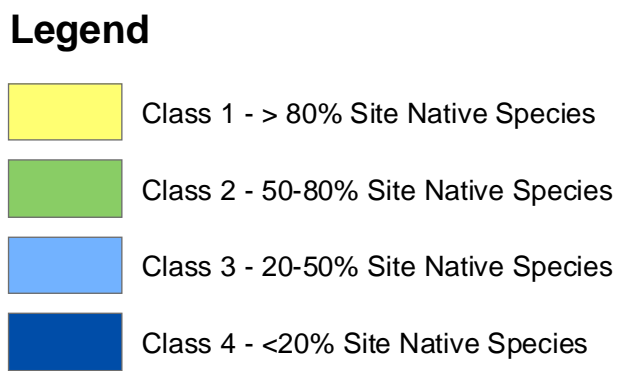 Legend
Class 1 - > 80% Site Native Species
Class 2 - 50-80% Site Native Species
Class 3 - 20-50% Site Native Species
Class 4 - <20% Site Native Species